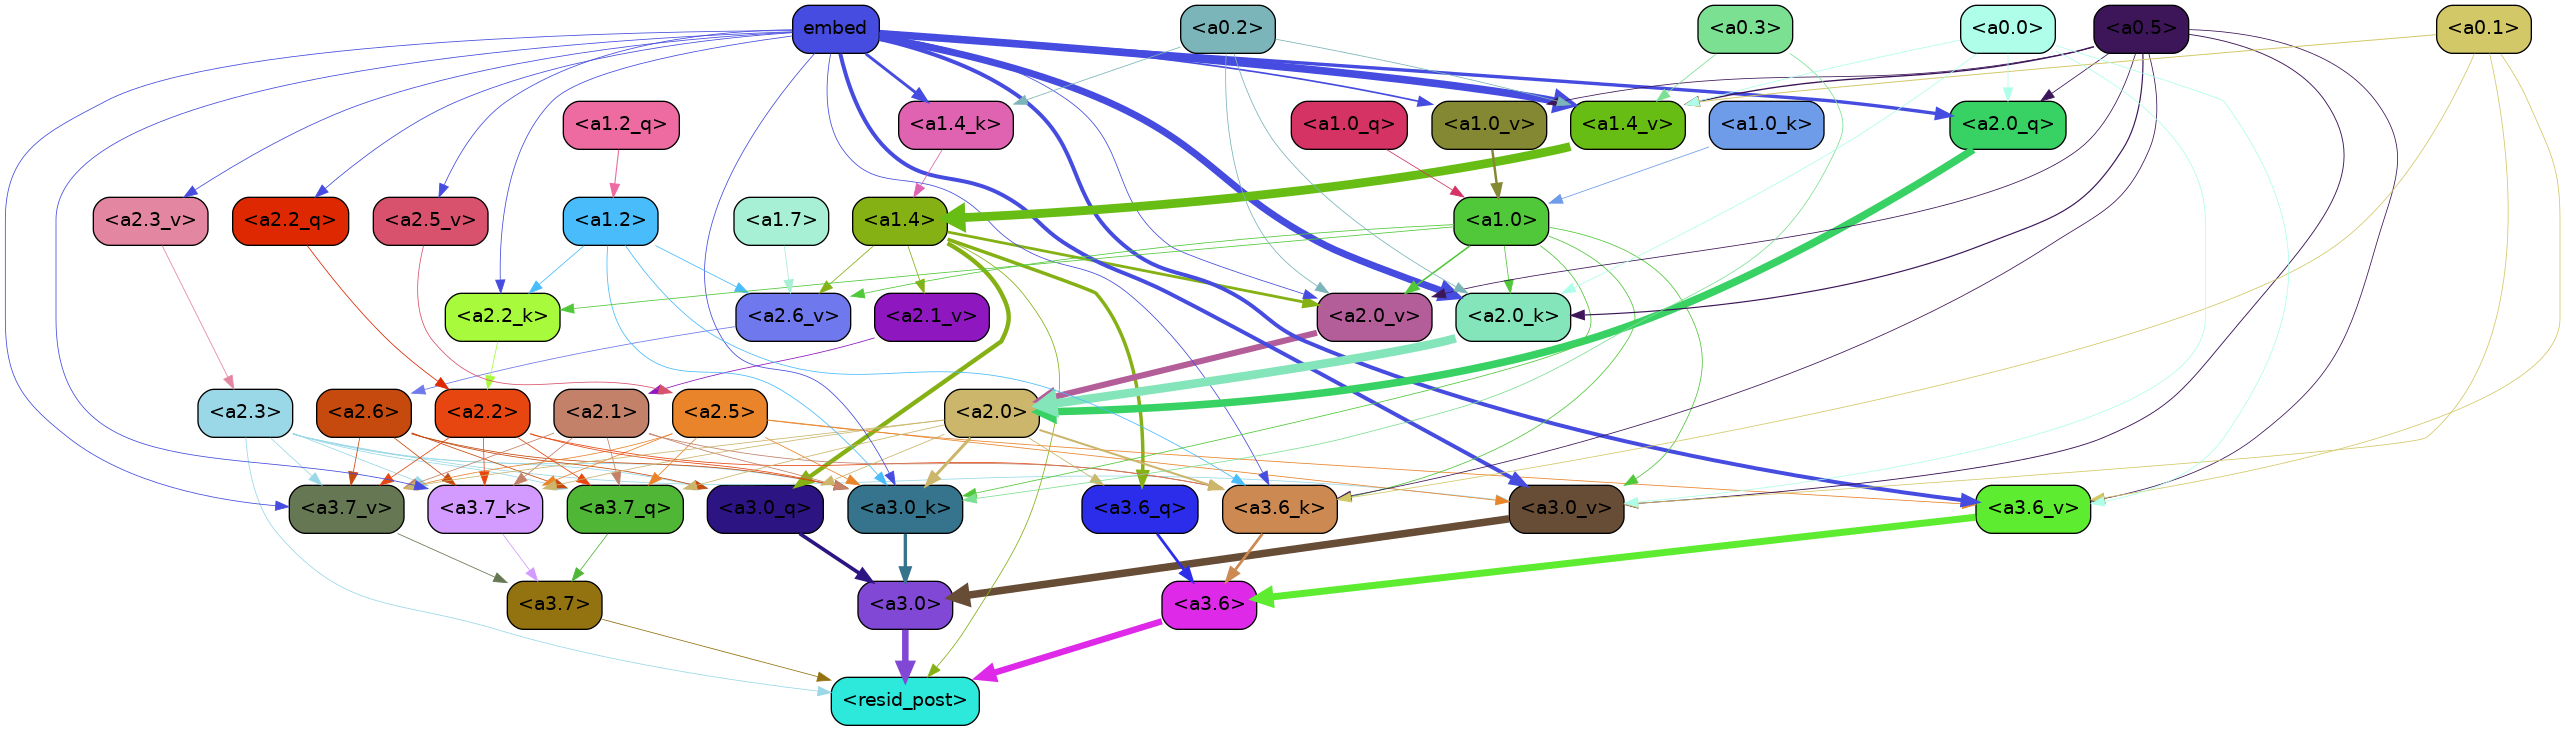 embed
<a0.2>
<a0.3>
<a0.0>
<a0.5>
<a0.1>
<a1.2_q>
<a1.4_k>
<a1.0_q>
<a1.0_v>
<a1.4_v>
<a1.0_k>
<a2.0_q>
<a2.3_v>
<a2.2_q>
<a2.5_v>
<a1.2>
<a1.7>
<a1.4>
<a1.0>
<a2.2_k>
<a2.6_v>
<a2.1_v>
<a2.0_v>
<a2.0_k>
<a2.3>
<a2.6>
<a2.2>
<a2.1>
<a2.5>
<a2.0>
<a3.7_v>
<a3.7_k>
<a3.7_q>
<a3.0_q>
<a3.0_k>
<a3.6_q>
<a3.6_k>
<a3.0_v>
<a3.6_v>
<a3.7>
<a3.0>
<a3.6>
<resid_post>